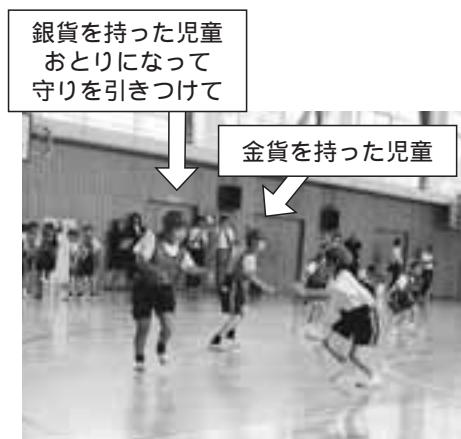 銀貨を持った児童
おとりになって
守りを引きつけて
金貨を持った児童